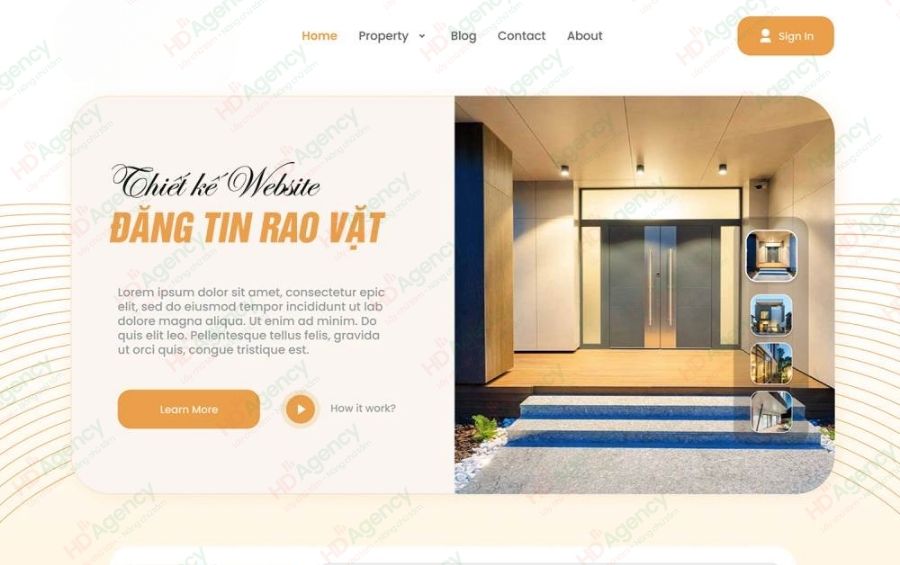 Home Property Blog Contact About Sign In
Thiết kế Website
ĐĂNG TIN RAO VẶT
Lorem ipsum dolor sit amet, consectetur epic
elit, sed do eiusmod tempor incididunt ut lab
dolore magna aliqua. Ut enim ad minim. Do
quis elit leo. Pellentesque tellus felis, gravida
ut orci quis, congue tristique est.
Learn More How it work?
HD Agency